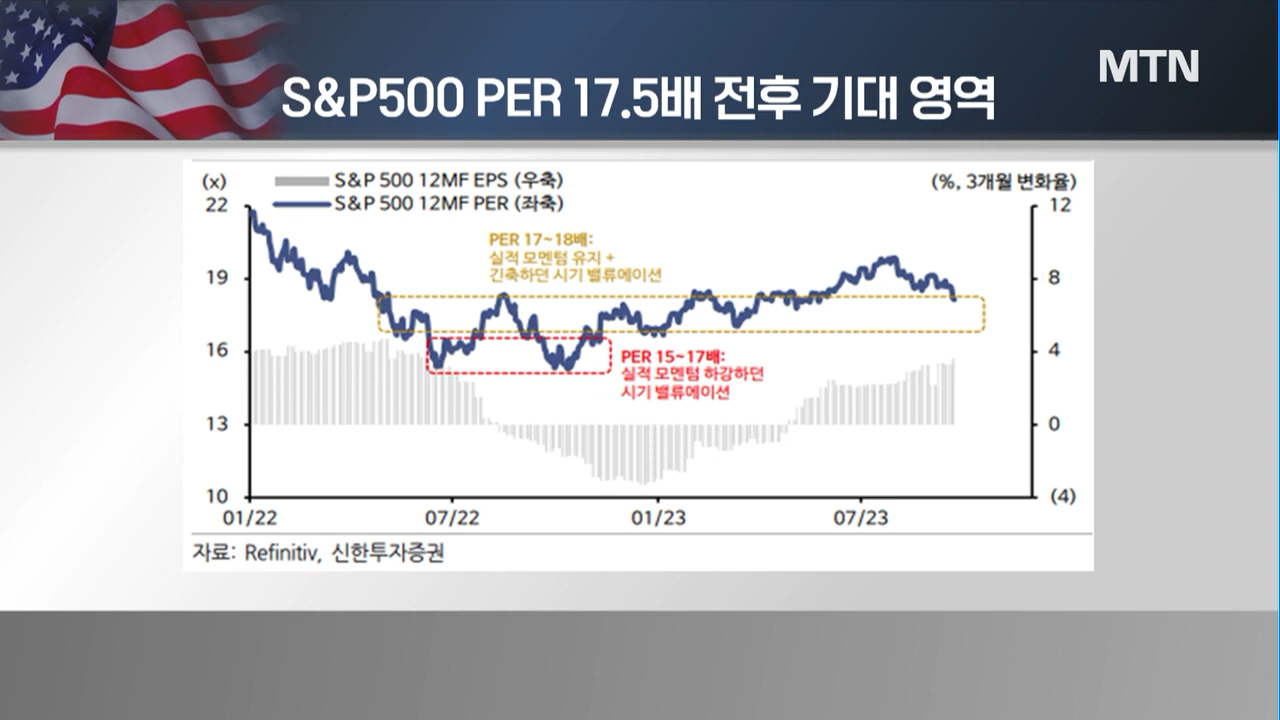 MTN
S&P500 PER 17.5배 전후 기대 영역
(x)
S&P 500 12MF EPS (우축)
(%, 3개월 변화율)
S&P 500 12MF PER (좌축)
22
19
16
13
10
12
8
4
0
(4)
PER 17~18배:
실적 모멘텀 유지 +
긴축하던 시기 밸류에이션
PER 15~17배:
실적 모멘텀 하강하던
시기 밸류에이션
01/22
07/22
01/23
07/23
자료: Refinitiv, 신한투자증권